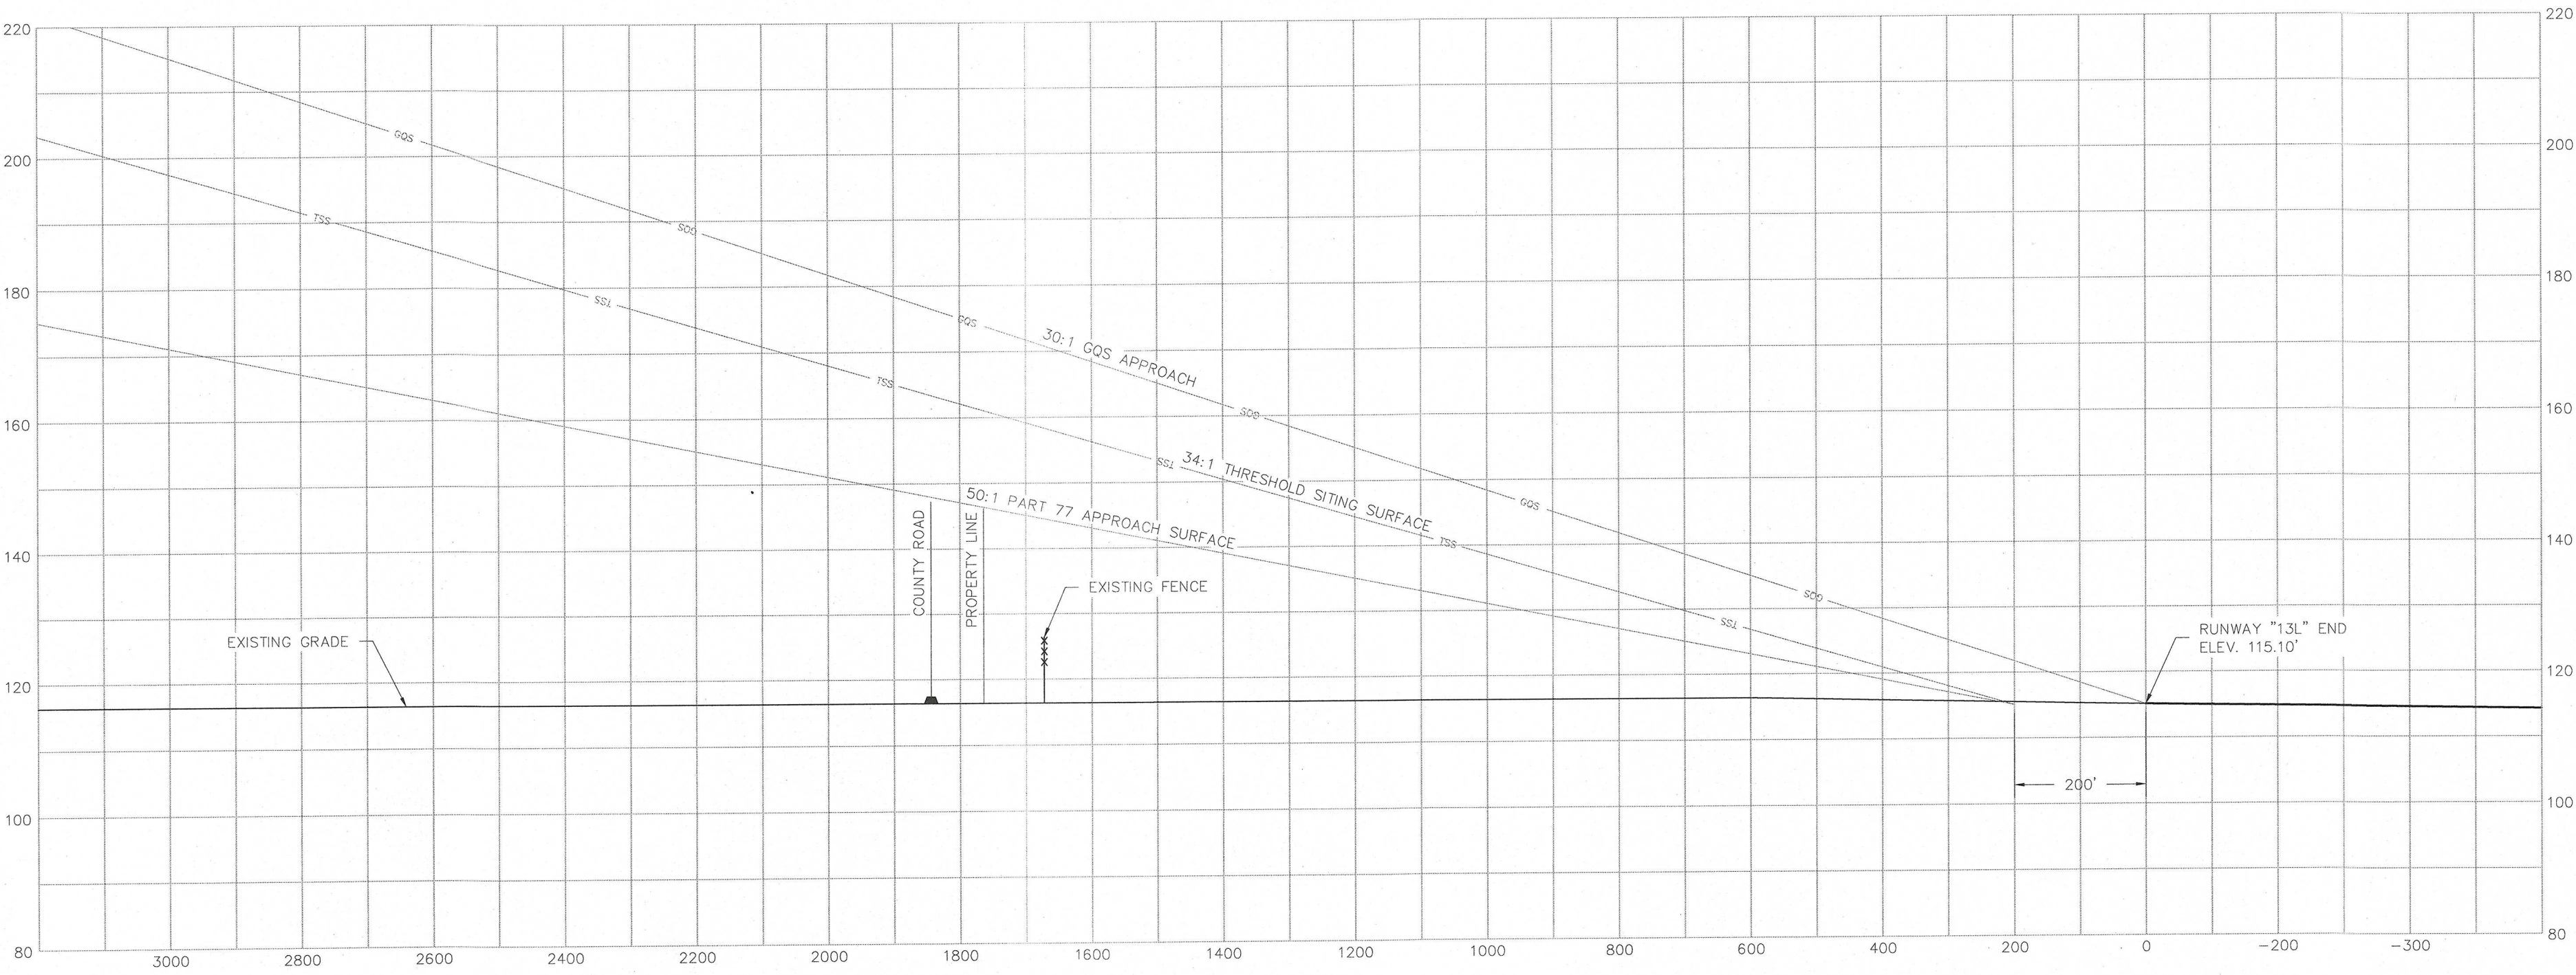 220
200
180
160
140
120
100
80
220
200
180
160
140
120
100
80
GQS
GQS
GQS
GQS
GQS
GQS
30:1 GQS APPROACH
TSS
TSS
TSS
TSS
TSS
TSS
34:1 THRESHOLD SITING SURFACE
50:1 PART 77 APPROACH SURFACE
COUNTY ROAD
PROPERTY LINE
EXISTING FENCE
EXISTING GRADE
RUNWAY "13L" END
ELEV. 115.10'
200'
3000 2800 2600 2400 2200 2000 1800 1600 1400 1200 1000 800 600 400 200 0 -200 -300